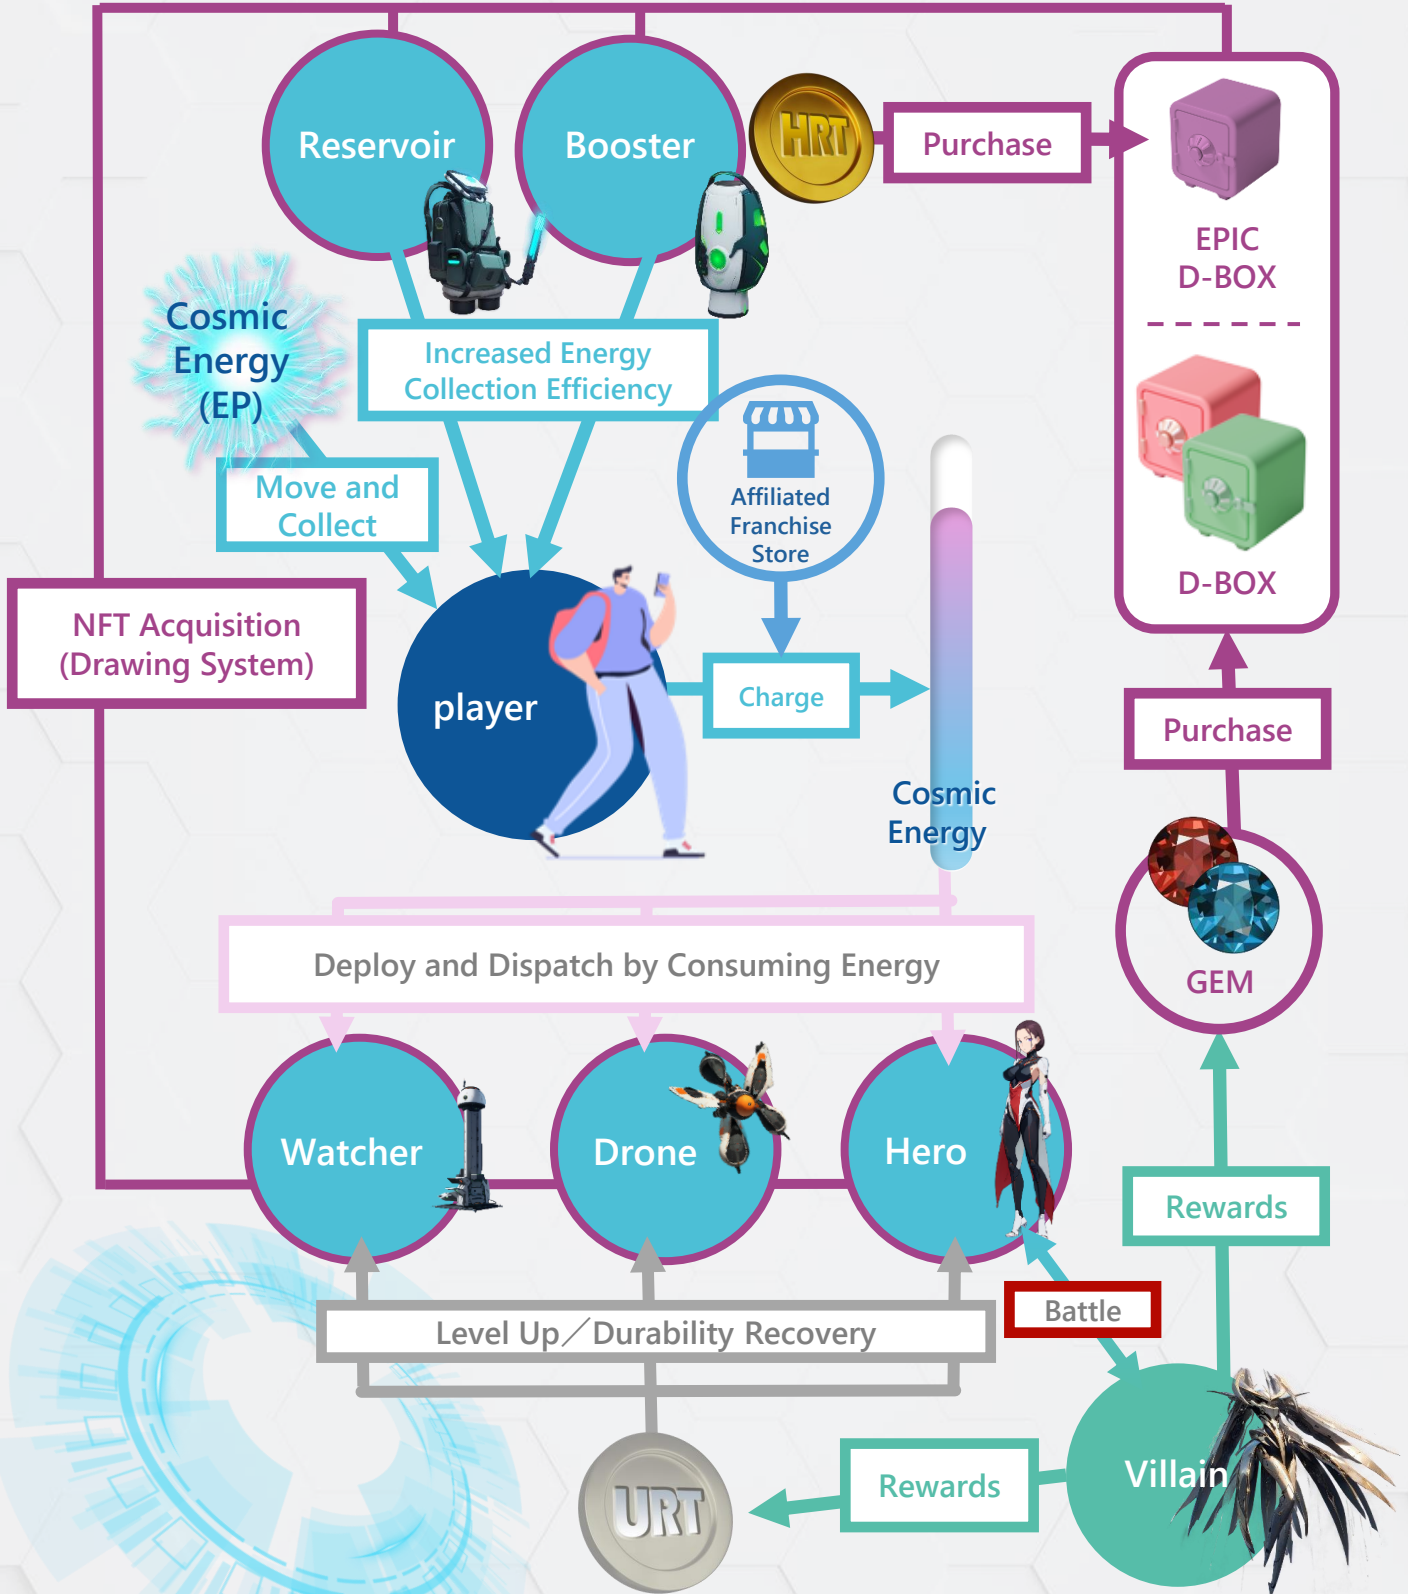 Reservoir
Booster
HRT
Purchase
EPIC
D-BOX
Cosmic
Energy
(EP)
Increased Energy
Collection Efficiency
Move and
Collect
Affiliated
Franchise
Store
D-BOX
NFT Acquisition
(Drawing System)
player
Charge
Purchase
Cosmic
Energy
Deploy and Dispatch by Consuming Energy
GEM
Watcher
Drone
Hero
Rewards
Battle
Level Up／Durability Recovery
Villain
Rewards
URT